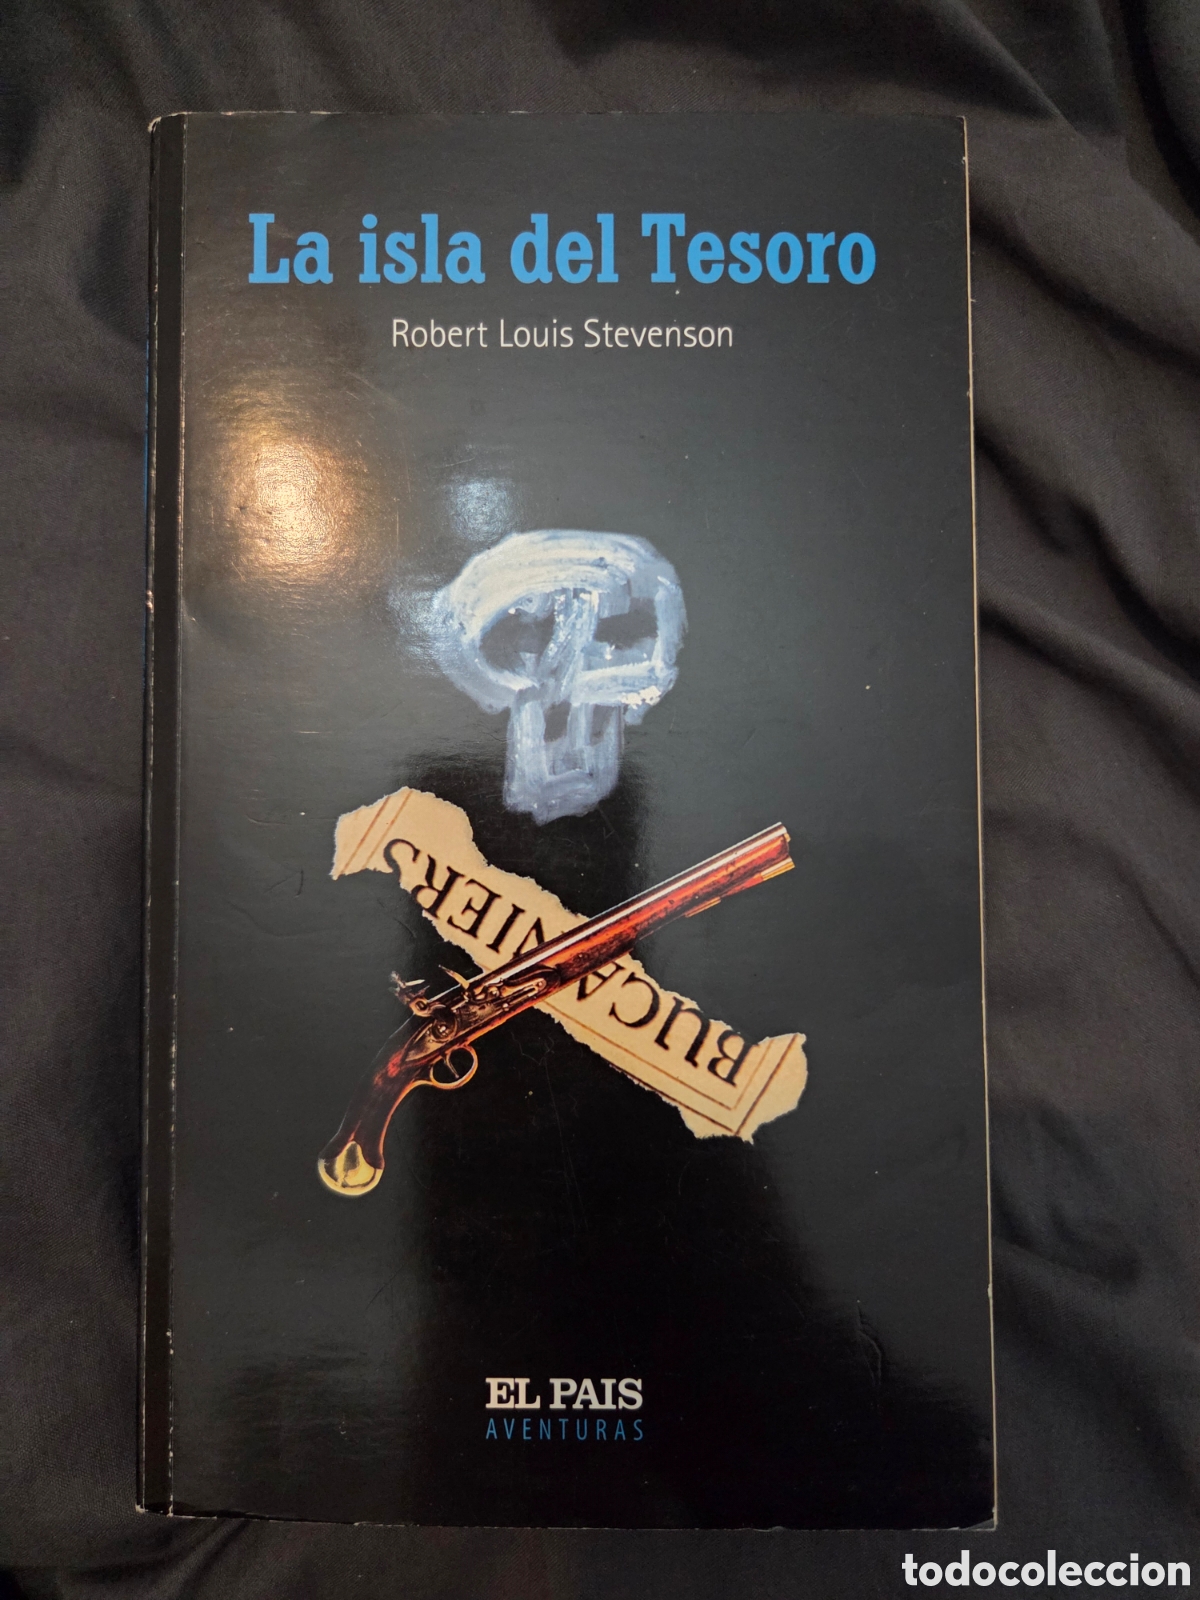 La isla del Tesoro
Robert Louis Stevenson
BUCANIERS
EL PAIS
AVENTURAS
todocoleccion